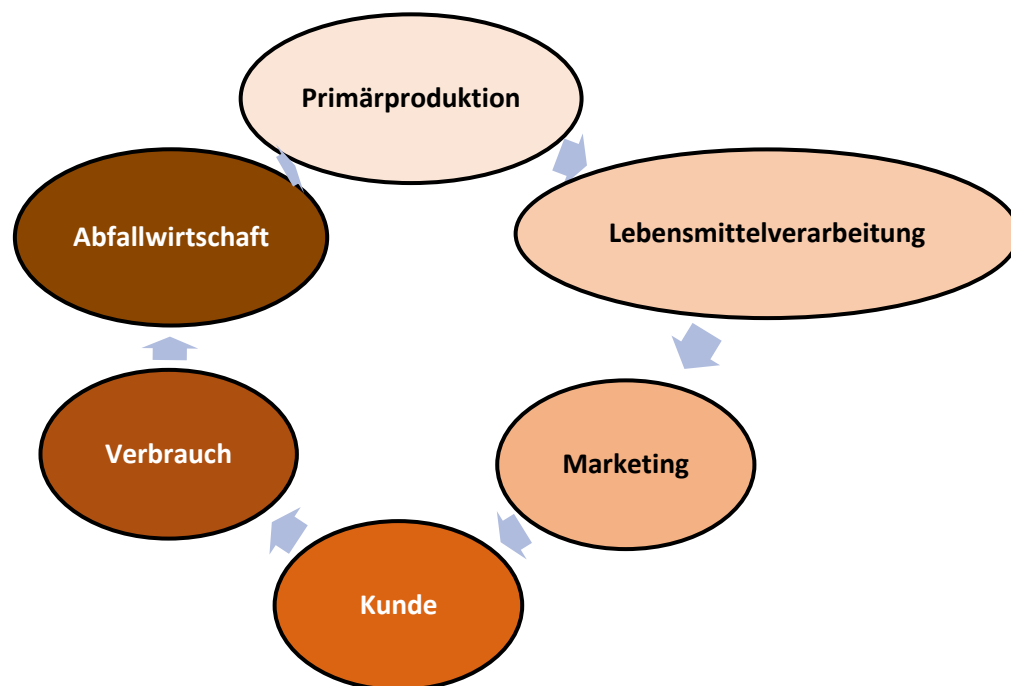 Primärproduktion
Lebensmittelverarbeitung
Marketing
Kunde
Verbrauch
Abfallwirtschaft